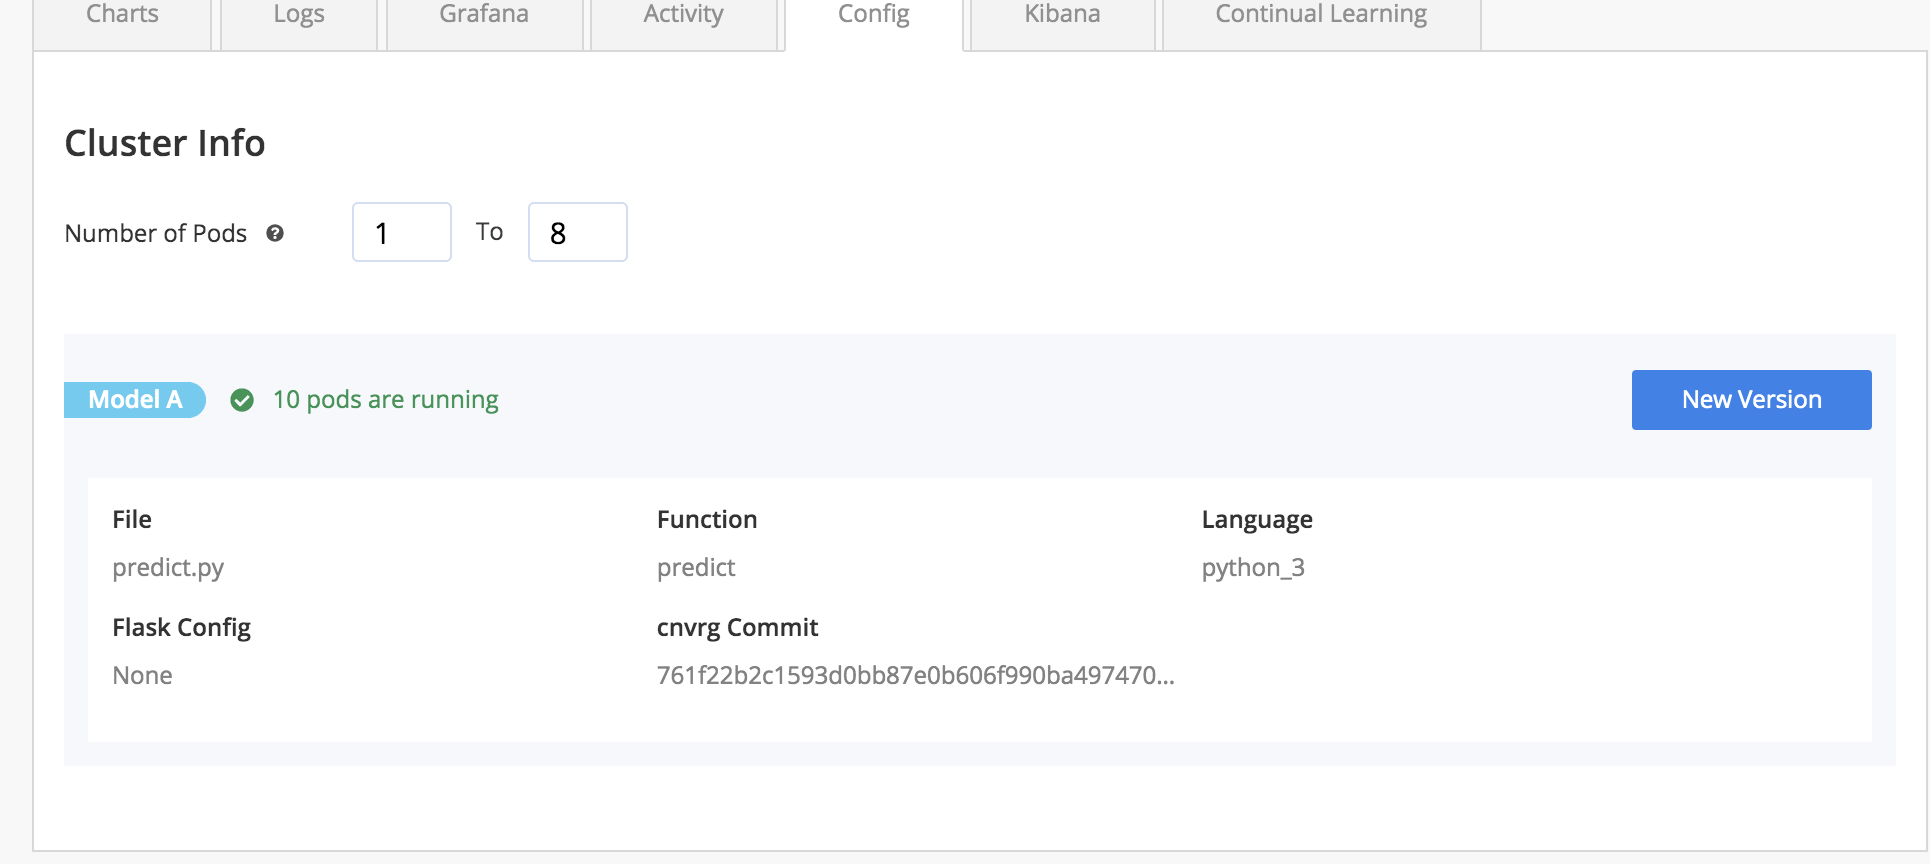 Charts Logs Grafana Activity Config Kibana Continual Learning
Cluster Info
Number of Pods ? 1 To 8
Model A 10 pods are running New Version
File Function Language
predict.py predict python_3
Flask Config cnvrg Commit
None 761f22b2c1593d0bb87e0b606f990ba497470...